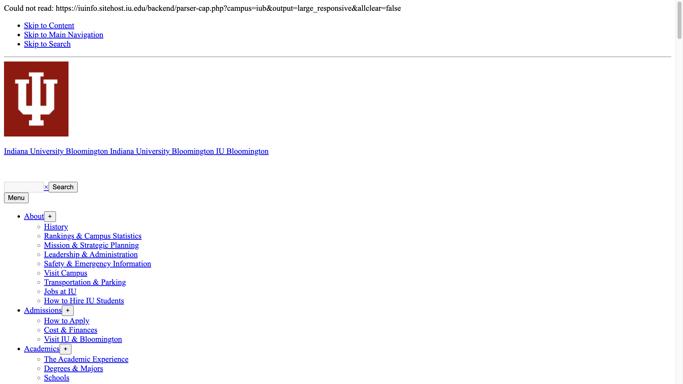 Could not read: https://iuinfo.sitehost.iu.edu/backend/parser-cap.php?campus=iub&output=large_responsive&allclear=false
Skip to Content
Skip to Main Navigation
Skip to Search
Indiana University Bloomington Indiana University Bloomington IU Bloomington
× Search
Menu
About +
History
Rankings & Campus Statistics
Mission & Strategic Planning
Leadership & Administration
Safety & Emergency Information
Visit Campus
Transportation & Parking
Jobs at IU
How to Hire IU Students
Admissions +
How to Apply
Cost & Finances
Visit IU & Bloomington
Academics +
The Academic Experience
Degrees & Majors
Schools